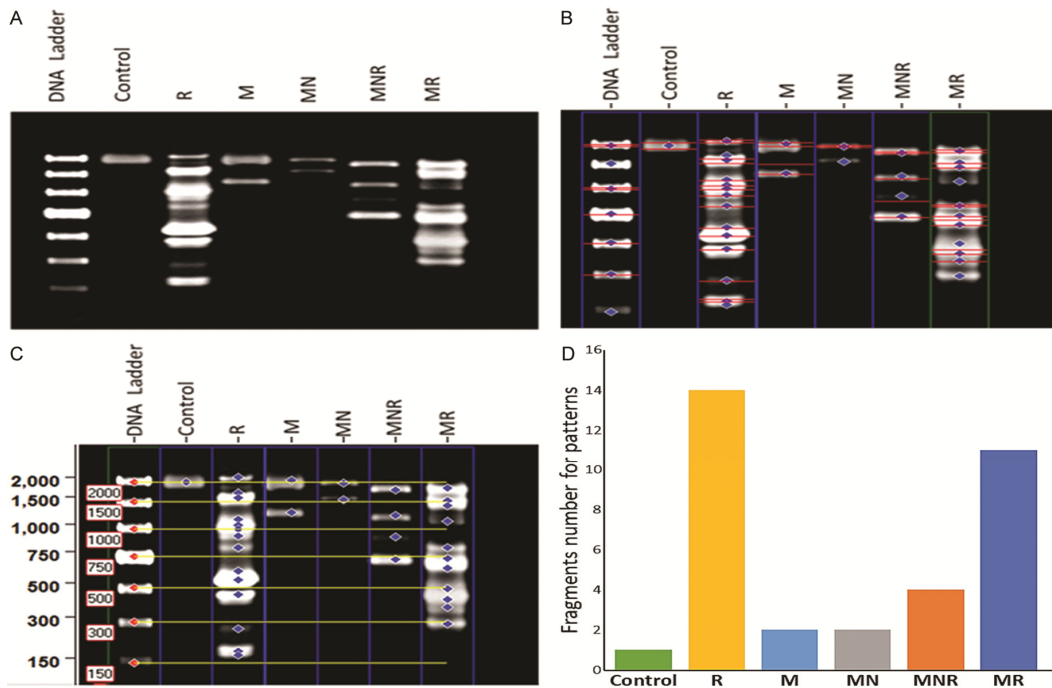 A
DNA Ladder
Control
R
M
MN
MNR
MR
B
-DNA Ladder
-Control
-R
-M
-MN
-MNR
-MR
C
-DNA Ladder
-Control
-R
-M
-MN
-MNR
-MR
2,000
1,500
1,000
750
500
300
150
2000
1500
1000
750
500
300
150
D
Fragments number for patterns
16
14
12
10
8
6
4
2
0
Control
R
M
MN
MNR
MR